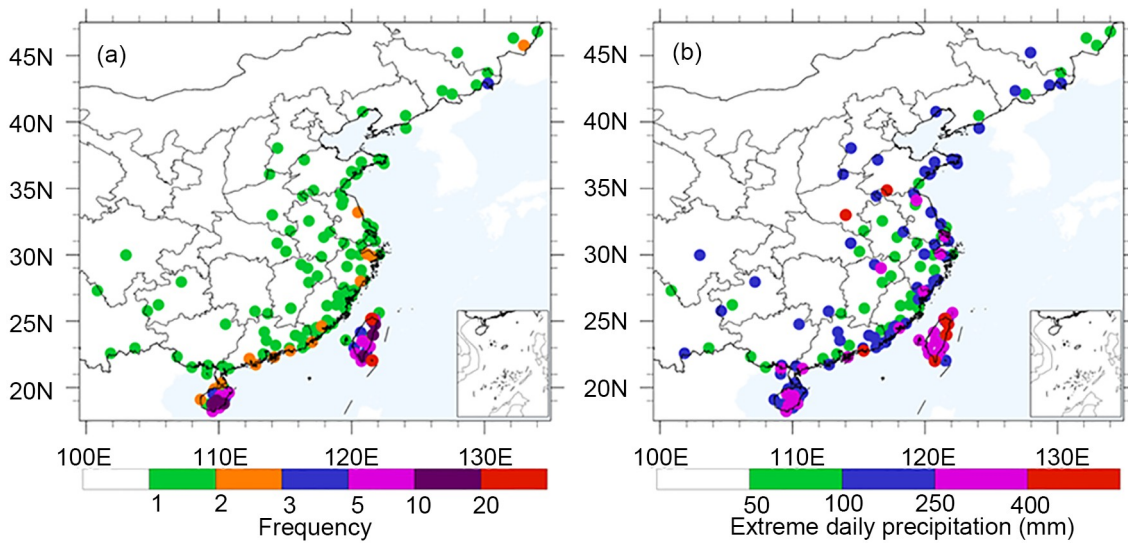 (a)
(b)
45N
45N
40N
40N
35N
35N
30N
30N
25N
25N
20N
20N
100E 110E 120E 130E
100E 110E 120E 130E
1 2 3 5 10 20
50 100 250 400
Frequency
Extreme daily precipitation (mm)